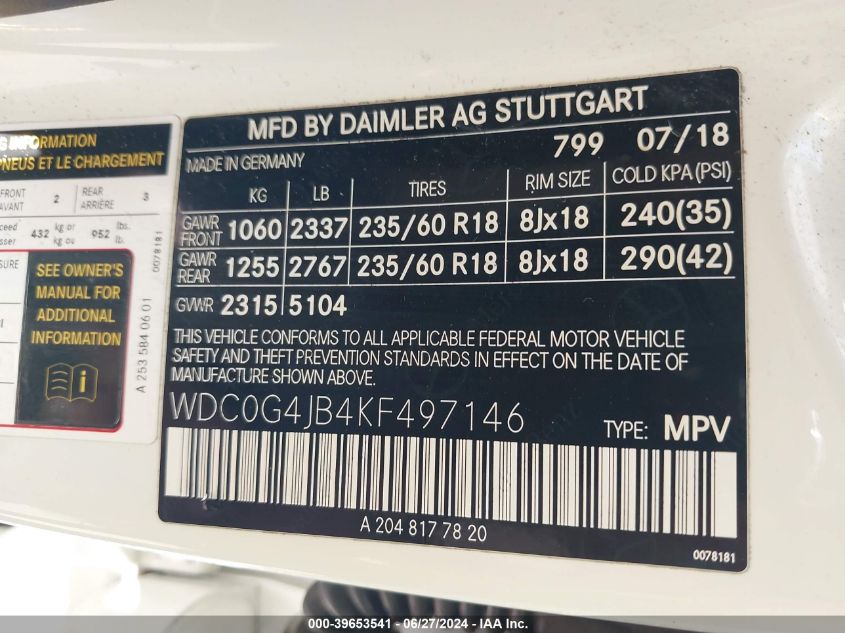 MFD BY DAIMLER AG STUTTGART
799 07/18
MADE IN GERMANY
KG LB TIRES RIM SIZE COLD KPA (PSI)
GAWR FRONT 1060 2337 235/60 R18 8Jx18 240(35)
GAWR REAR 1255 2767 235/60 R18 8Jx18 290(42)
GVWR 2315 5104
THIS VEHICLE CONFORMS TO ALL APPLICABLE FEDERAL MOTOR VEHICLE
SAFETY AND THEFT PREVENTION STANDARDS IN EFFECT ON THE DATE OF
MANUFACTURE SHOWN ABOVE.
WDC0G4JB4KF497146 TYPE: MPV
A 204 817 78 20
0078181
INFORMATION
PNEUS ET LE CHARGEMENT
FRONT 2 REAR 3
AVANT ARRIÈRE
432 kg or 952 lbs.
kg ou lb.
SEE OWNER'S
MANUAL FOR
ADDITIONAL
INFORMATION
0078181
A 253 584 06 01
000-39653541 - 06/27/2024 - IAA, Inc.